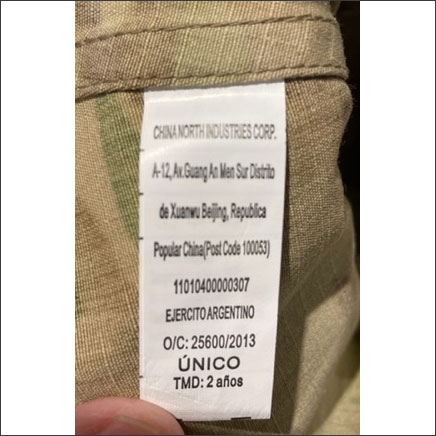 CHINA NORTH INDUSTRIES CORP.
A-12, Av.Guang An Men Sur Distrito
de Xuanwu Beijing, Republica
Popular China(Post Code 100053)
11010400000307
EJERCITO ARGENTINO
O/C: 25600/2013
ÚNICO
TMD: 2 años